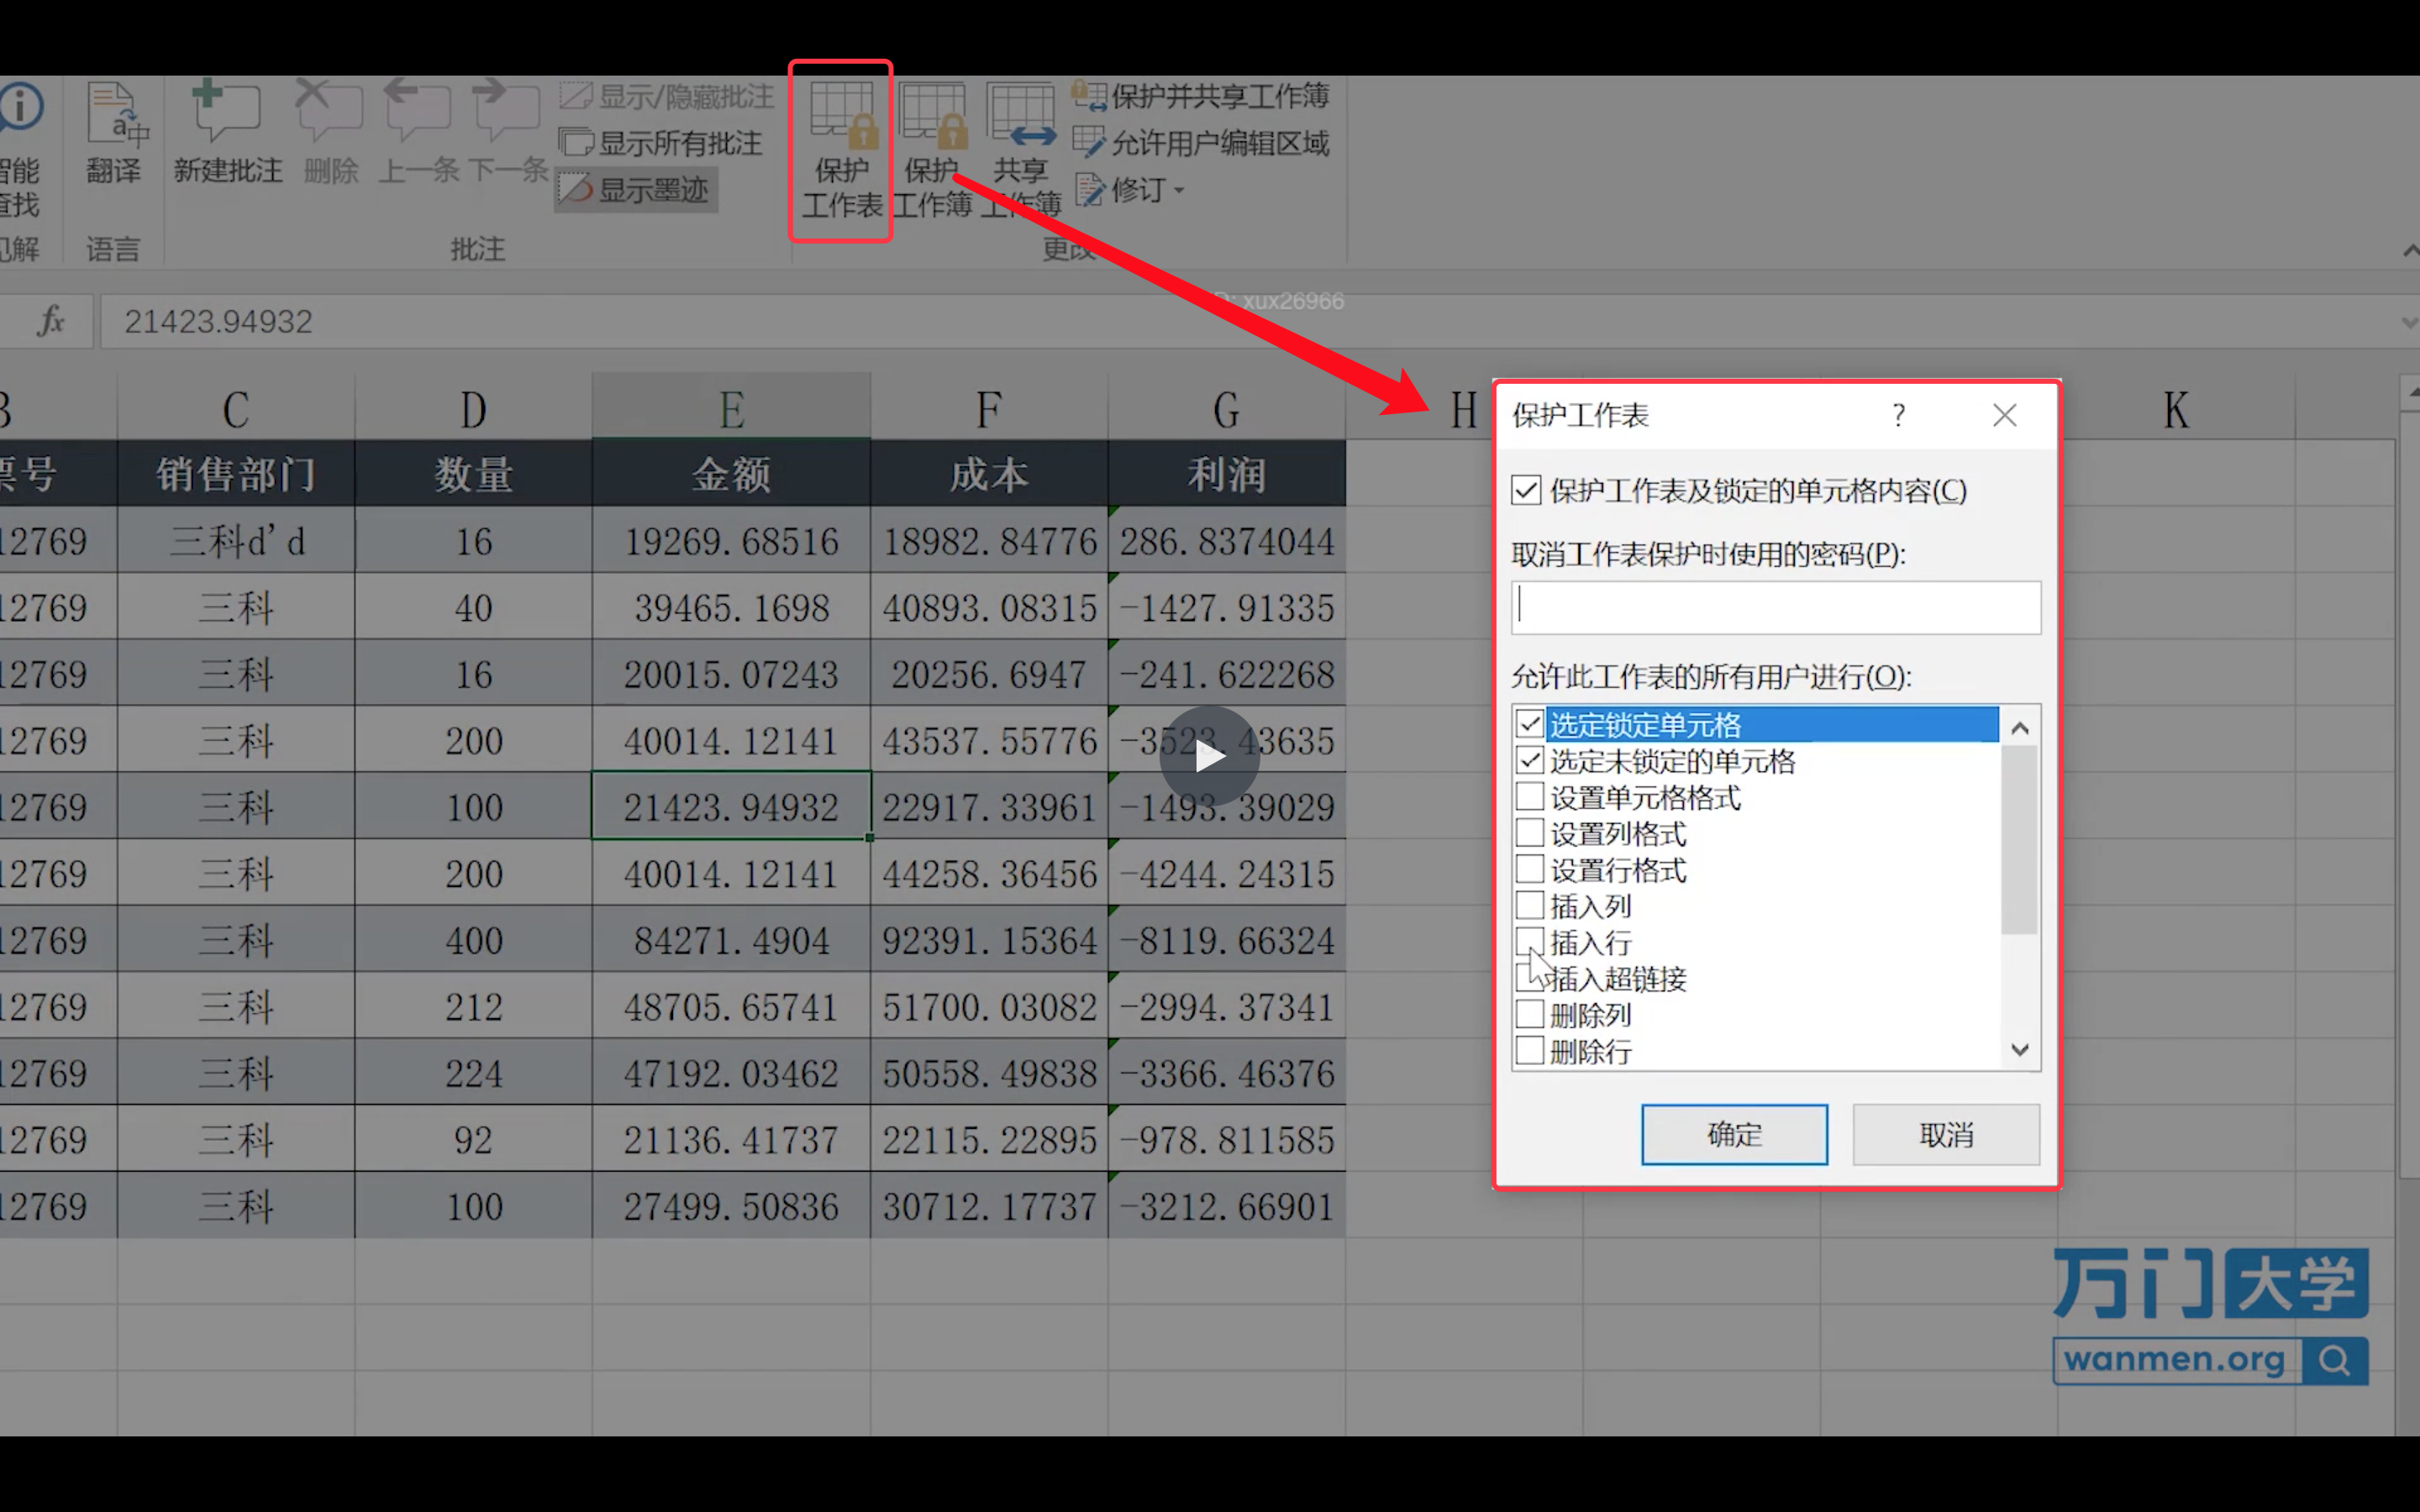 显示/隐藏批注
显示所有批注
显示墨迹
智能
查找
翻译
新建批注
删除
上一条
下一条
保护
工作表
保护
工作簿
共享
工作簿
保护并共享工作簿
允许用户编辑区域
修订
见解
语言
批注
更改
fx
21423.94932
D: xux26966
B C D E F G H K
票号 销售部门 数量 金额 成本 利润
12769 三科d'd 16 19269.68516 18982.84776 286.8374044
12769 三科 40 39465.1698 40893.08315 -1427.91335
12769 三科 16 20015.07243 20256.6947 -241.622268
12769 三科 200 40014.12141 43537.55776 -3523.43635
12769 三科 100 21423.94932 22917.33961 -1493.39029
12769 三科 200 40014.12141 44258.36456 -4244.24315
12769 三科 400 84271.4904 92391.15364 -8119.66324
12769 三科 212 48705.65741 51700.03082 -2994.37341
12769 三科 224 47192.03462 50558.49838 -3366.46376
12769 三科 92 21136.41737 22115.22895 -978.811585
12769 三科 100 27499.50836 30712.17737 -3212.66901
保护工作表 ?
保护工作表及锁定的单元格内容(C)
取消工作表保护时使用的密码(P):
允许此工作表的所有用户进行(O):
选定锁定单元格
选定未锁定的单元格
设置单元格格式
设置列格式
设置行格式
插入列
插入行
插入超链接
删除列
删除行
确定
取消
万门大学
wanmen.org